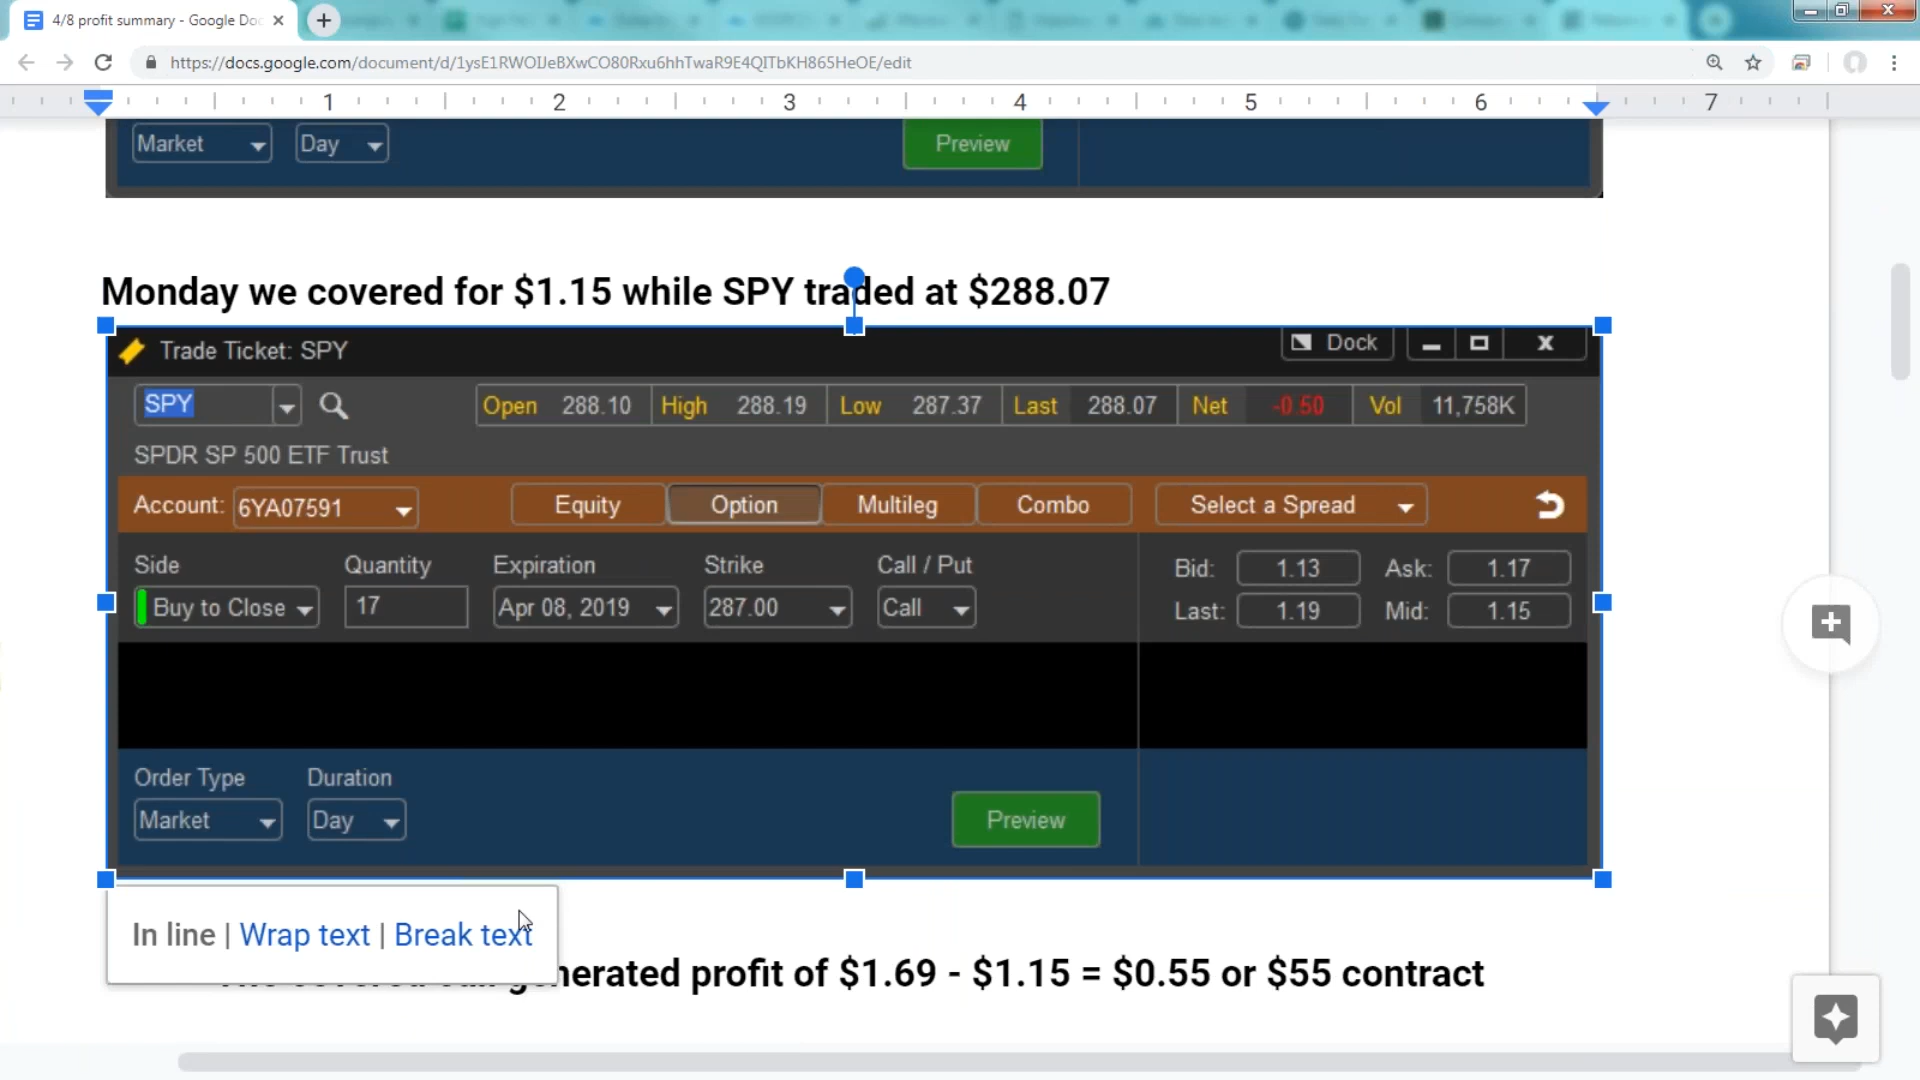 4/8 profit summary - Google Doc
https://docs.google.com/document/d/1ysE1RWOIJeBXwCO80Rxu6hhTwaR9E4QITbKH865HeOE/edit
1 2 3 4 5 6 7
Market Day Preview
Monday we covered for $1.15 while SPY traded at $288.07
Trade Ticket: SPY Dock X
SPY Open 288.10 High 288.19 Low 287.37 Last 288.07 Net -0.50 Vol 11,758K
SPDR SP 500 ETF Trust
Account: 6YA07591 Equity Option Multileg Combo Select a Spread
Side Quantity Expiration Strike Call / Put Bid: 1.13 Ask: 1.17
Buy to Close 17 Apr 08, 2019 287.00 Call Last: 1.19 Mid: 1.15
Order Type Duration
Market Day Preview
In line | Wrap text | Break text
generated profit of $1.69 - $1.15 = $0.55 or $55 contract